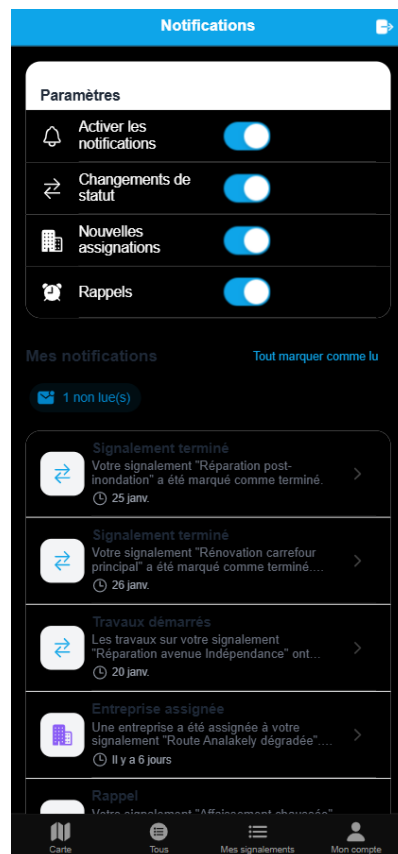 Notifications
Paramètres
Activer les
notifications
Changements de
statut
Nouvelles
assignations
Rappels
Mes notifications
Tout marquer comme lu
1 non lue(s)
Signalement terminé
Votre signalement "Réparation post-
inondation" a été marqué comme terminé.
25 janv.
Signalement terminé
Votre signalement "Rénovation carrefour
principal" a été marqué comme terminé....
26 janv.
Travaux démarrés
Les travaux sur votre signalement
"Réparation avenue Indépendance" ont...
20 janv.
Entreprise assignée
Une entreprise a été assignée à votre
signalement "Route Analakely dégradée"....
Il y a 6 jours
Rappel
Votre signalement "Affaissement chaussée"
Carte
Tous
Mes signalements
Mon compte